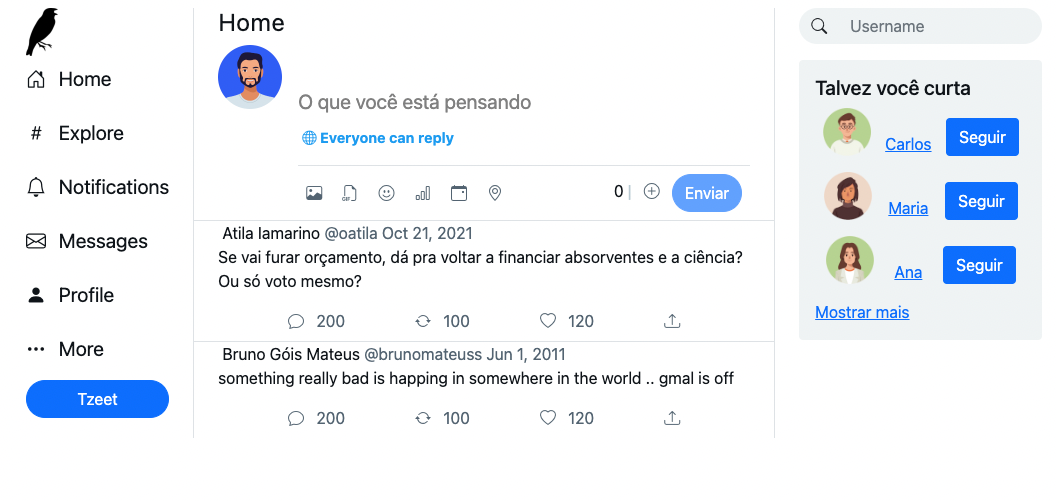 Home
Explore
Notifications
Messages
Profile
More
Tzeet
Home
O que você está pensando
Everyone can reply
GIF
0 | Enviar
Atila Iamarino @oatila Oct 21, 2021
Se vai furar orçamento, dá pra voltar a financiar absorventes e a ciência?
Ou só voto mesmo?
200 100 120
Bruno Góis Mateus @brunomateuss Jun 1, 2011
something really bad is happing in somewhere in the world .. gmal is off
200 100 120
Username
Talvez você curta
Carlos Seguir
Maria Seguir
Ana Seguir
Mostrar mais